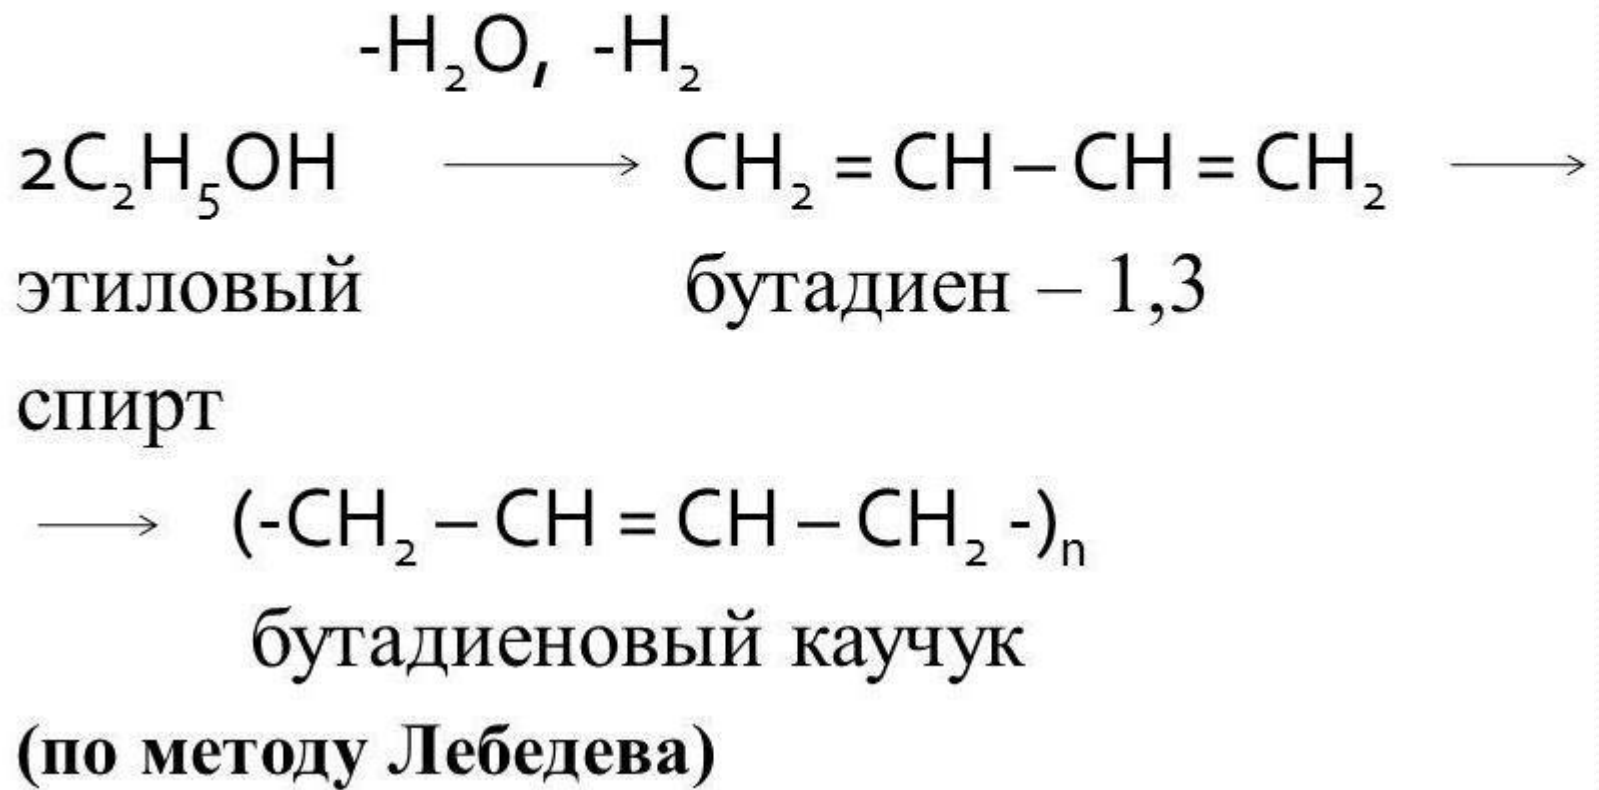 -H₂O, -H₂
2C₂H₅OH ⟶ CH₂ = CH – CH = CH₂ ⟶
этиловый бутадиен – 1,3
спирт
⟶ (-CH₂ – CH = CH – CH₂ -)ₙ
бутадиеновый каучук
(по методу Лебедева)